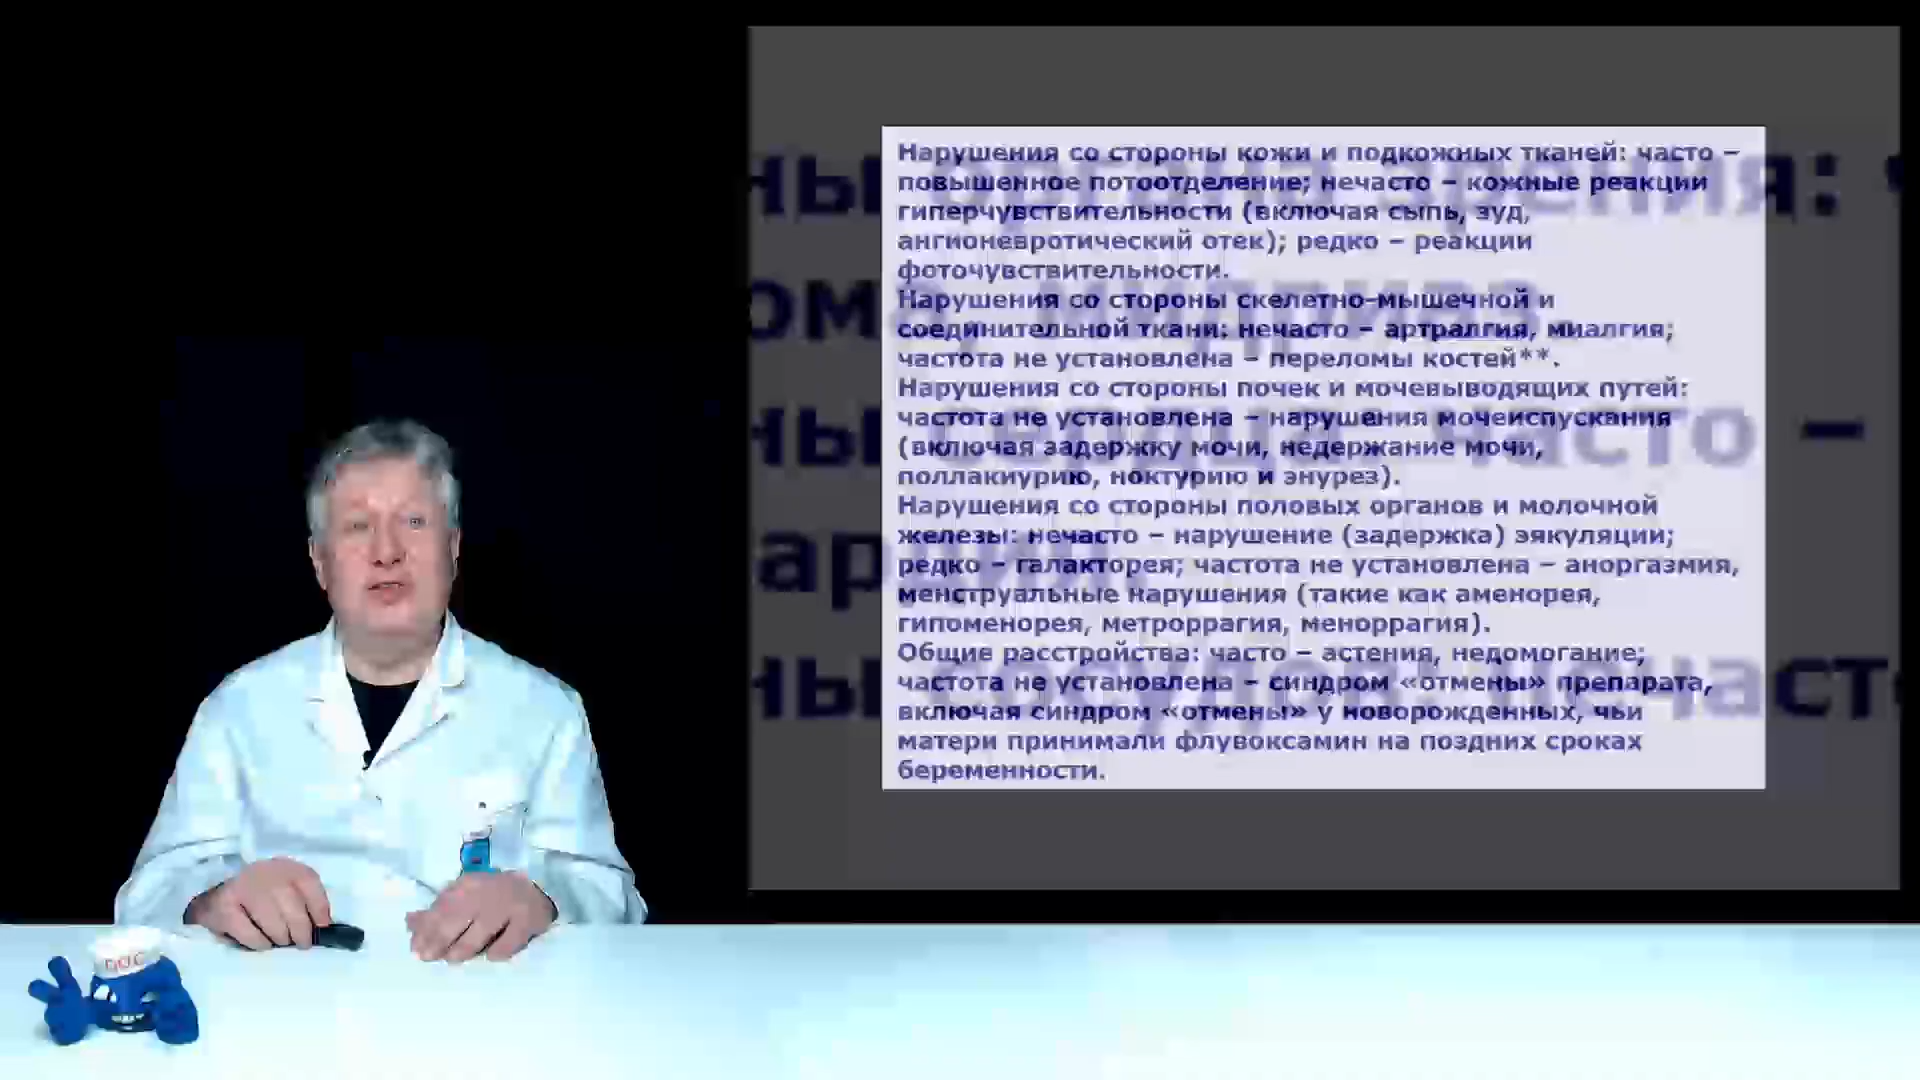 Нарушения со стороны кожи и подкожных тканей: часто –
повышенное потоотделение; нечасто – кожные реакции
гиперчувствительности (включая сыпь, зуд,
ангионевротический отек); редко – реакции
фоточувствительности.
Нарушения со стороны скелетно-мышечной и
соединительной ткани: нечасто – артралгия, миалгия;
частота не установлена – переломы костей**.
Нарушения со стороны почек и мочевыводящих путей:
частота не установлена – нарушения мочеиспускания
(включая задержку мочи, недержание мочи,
поллакиурию, ноктурию и энурез).
Нарушения со стороны половых органов и молочной
железы: нечасто – нарушение (задержка) эякуляции;
редко – галакторея; частота не установлена – аноргазмия,
менструальные нарушения (такие как аменорея,
гипоменорея, метроррагия, меноррагия).
Общие расстройства: часто – астения, недомогание;
частота не установлена – синдром «отмены» препарата,
включая синдром «отмены» у новорожденных, чьи
матери принимали флувоксамин на поздних сроках
беременности.
DOC